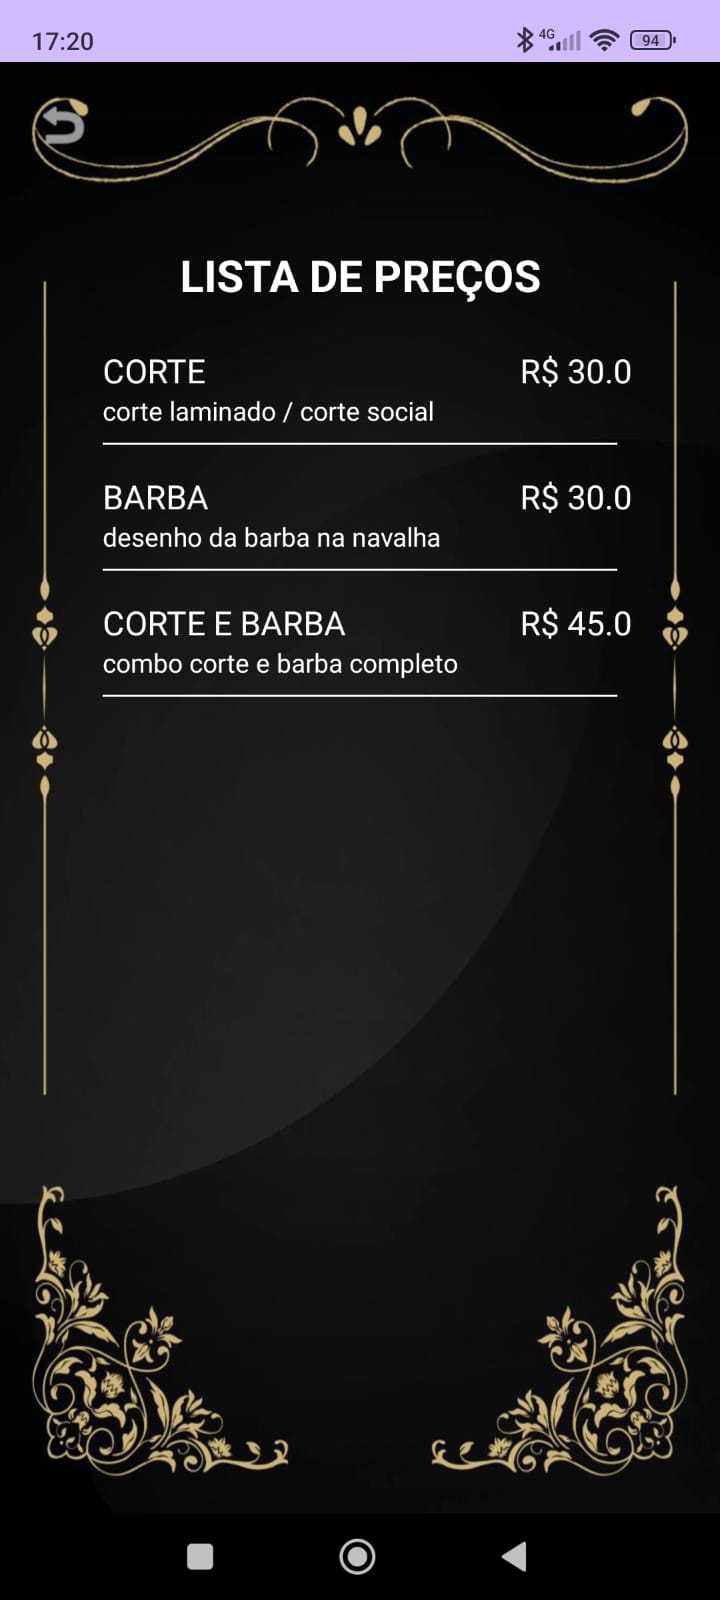 17:20
4G
94
LISTA DE PREÇOS
CORTE R$ 30.0
corte laminado / corte social
BARBA R$ 30.0
desenho da barba na navalha
CORTE E BARBA R$ 45.0
combo corte e barba completo